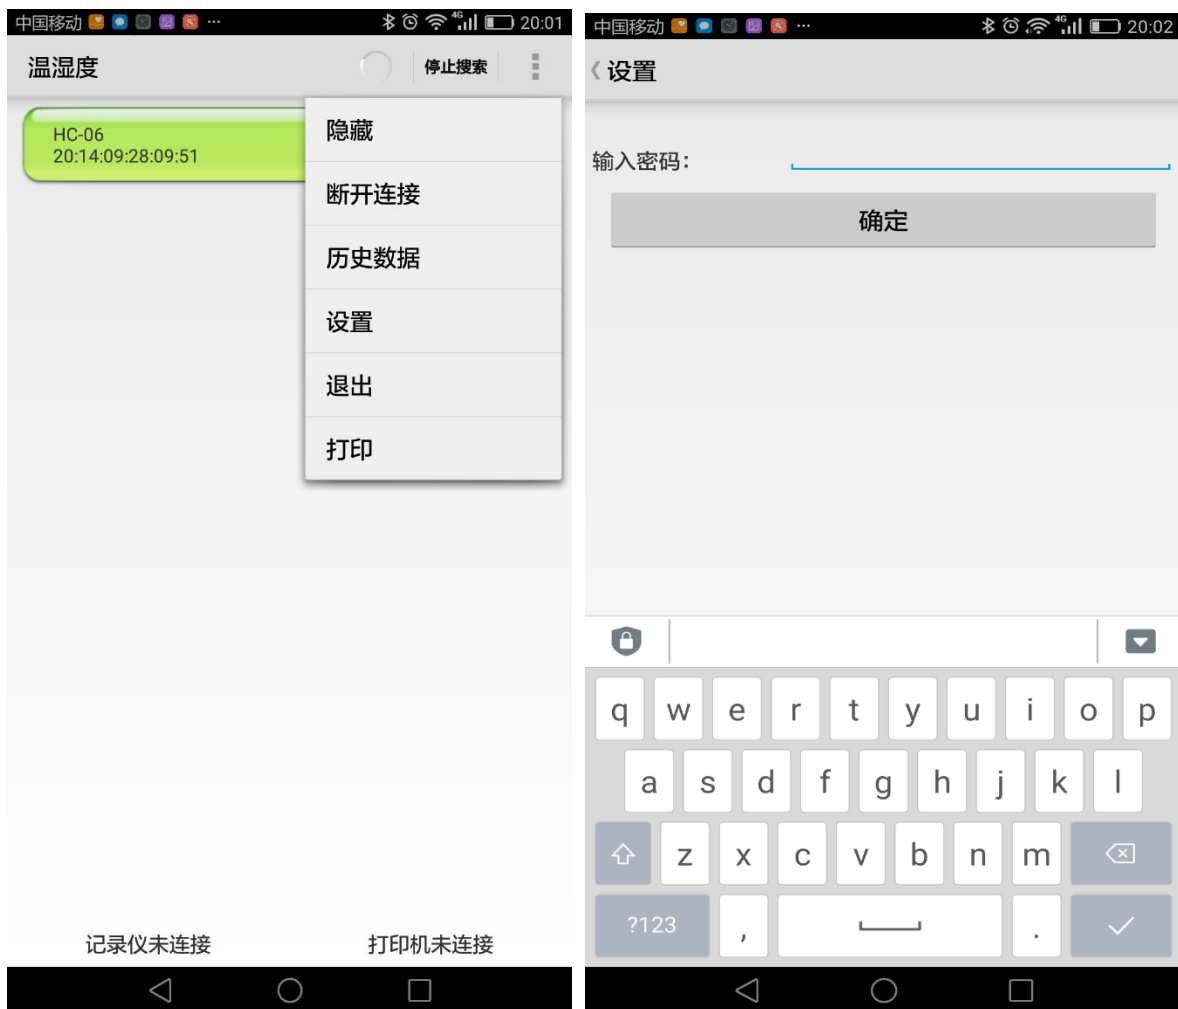 中国移动 ··· 4G 20:01
温湿度 停止搜索
HC-06
20:14:09:28:09:51
隐藏
断开连接
历史数据
设置
退出
打印
记录仪未连接 打印机未连接
中国移动 ··· 4G 20:02
设置
输入密码：
确定
q w e r t y u i o p
a s d f g h j k l
z x c v b n m
?123 , .